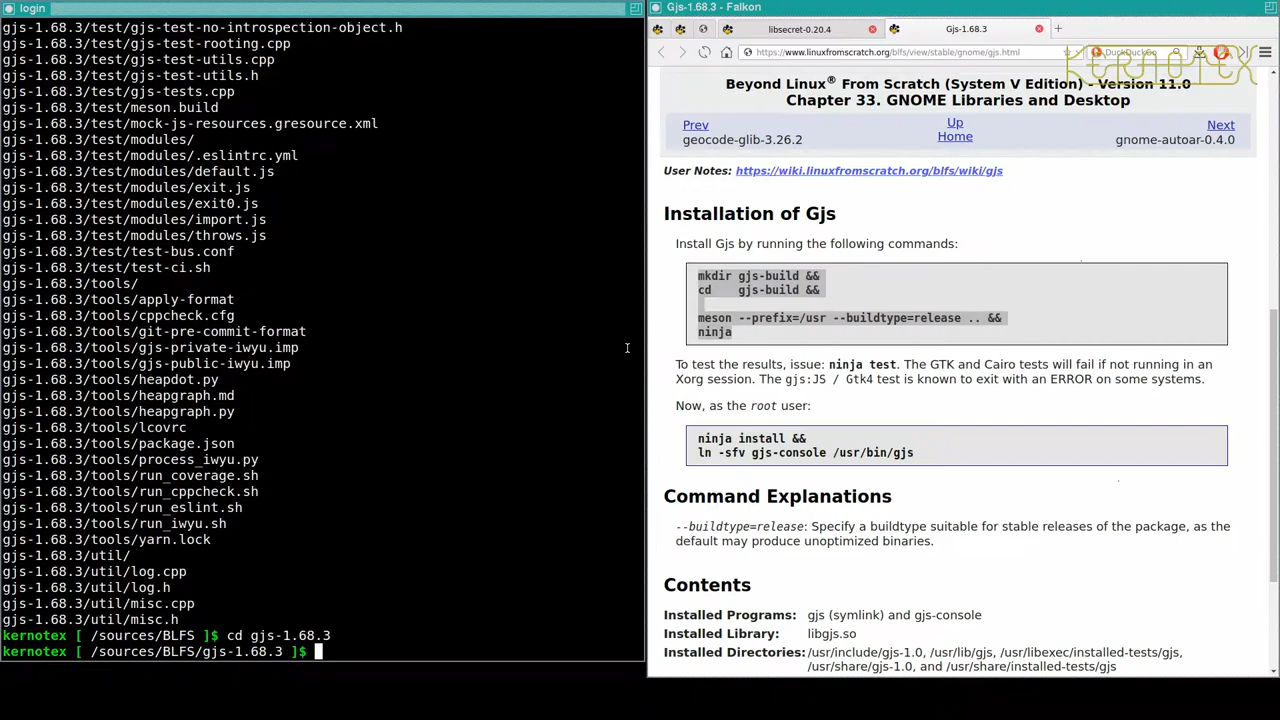 login
gjs-1.68.3/test/gjs-test-no-introspection-object.h
gjs-1.68.3/test/gjs-test-rooting.cpp
gjs-1.68.3/test/gjs-test-utils.cpp
gjs-1.68.3/test/gjs-test-utils.h
gjs-1.68.3/test/gjs-tests.cpp
gjs-1.68.3/test/meson.build
gjs-1.68.3/test/mock-js-resources.gresource.xml
gjs-1.68.3/test/modules/
gjs-1.68.3/test/modules/.eslintrc.yml
gjs-1.68.3/test/modules/default.js
gjs-1.68.3/test/modules/exit.js
gjs-1.68.3/test/modules/exit0.js
gjs-1.68.3/test/modules/import.js
gjs-1.68.3/test/modules/throws.js
gjs-1.68.3/test/test-bus.conf
gjs-1.68.3/test/test-ci.sh
gjs-1.68.3/tools/
gjs-1.68.3/tools/apply-format
gjs-1.68.3/tools/cppcheck.cfg
gjs-1.68.3/tools/git-pre-commit-format
gjs-1.68.3/tools/gjs-private-iwyu.imp
gjs-1.68.3/tools/gjs-public-iwyu.imp
gjs-1.68.3/tools/heapdot.py
gjs-1.68.3/tools/heapgraph.md
gjs-1.68.3/tools/heapgraph.py
gjs-1.68.3/tools/lcovrc
gjs-1.68.3/tools/package.json
gjs-1.68.3/tools/process_iwyu.py
gjs-1.68.3/tools/run_coverage.sh
gjs-1.68.3/tools/run_cppcheck.sh
gjs-1.68.3/tools/run_eslint.sh
gjs-1.68.3/tools/run_iwyu.sh
gjs-1.68.3/tools/yarn.lock
gjs-1.68.3/util/
gjs-1.68.3/util/log.cpp
gjs-1.68.3/util/log.h
gjs-1.68.3/util/misc.cpp
gjs-1.68.3/util/misc.h
kernotex [ /sources/BLFS ]$ cd gjs-1.68.3
kernotex [ /sources/BLFS/gjs-1.68.3 ]$
Gjs-1.68.3 - Falkon
libsecret-0.20.4
Gjs-1.68.3
https://www.linuxfromscratch.org/blfs/view/stable/gnome/gjs.html
DuckDuckGo
KERNOTEX
Beyond Linux® From Scratch (System V Edition) - Version 11.0
Chapter 33. GNOME Libraries and Desktop
Prev
geocode-glib-3.26.2
Up
Home
Next
gnome-autoar-0.4.0
User Notes: https://wiki.linuxfromscratch.org/blfs/wiki/gjs
Installation of Gjs
Install Gjs by running the following commands:
mkdir gjs-build &&
cd    gjs-build &&
meson --prefix=/usr --buildtype=release .. &&
ninja
To test the results, issue: ninja test. The GTK and Cairo tests will fail if not running in an
Xorg session. The gjs:JS / Gtk4 test is known to exit with an ERROR on some systems.
Now, as the root user:
ninja install &&
ln -sfv gjs-console /usr/bin/gjs
Command Explanations
--buildtype=release: Specify a buildtype suitable for stable releases of the package, as the
default may produce unoptimized binaries.
Contents
Installed Programs: gjs (symlink) and gjs-console
Installed Library: libgjs.so
Installed Directories: /usr/include/gjs-1.0, /usr/lib/gjs, /usr/libexec/installed-tests/gjs,
/usr/share/gjs-1.0, and /usr/share/installed-tests/gjs